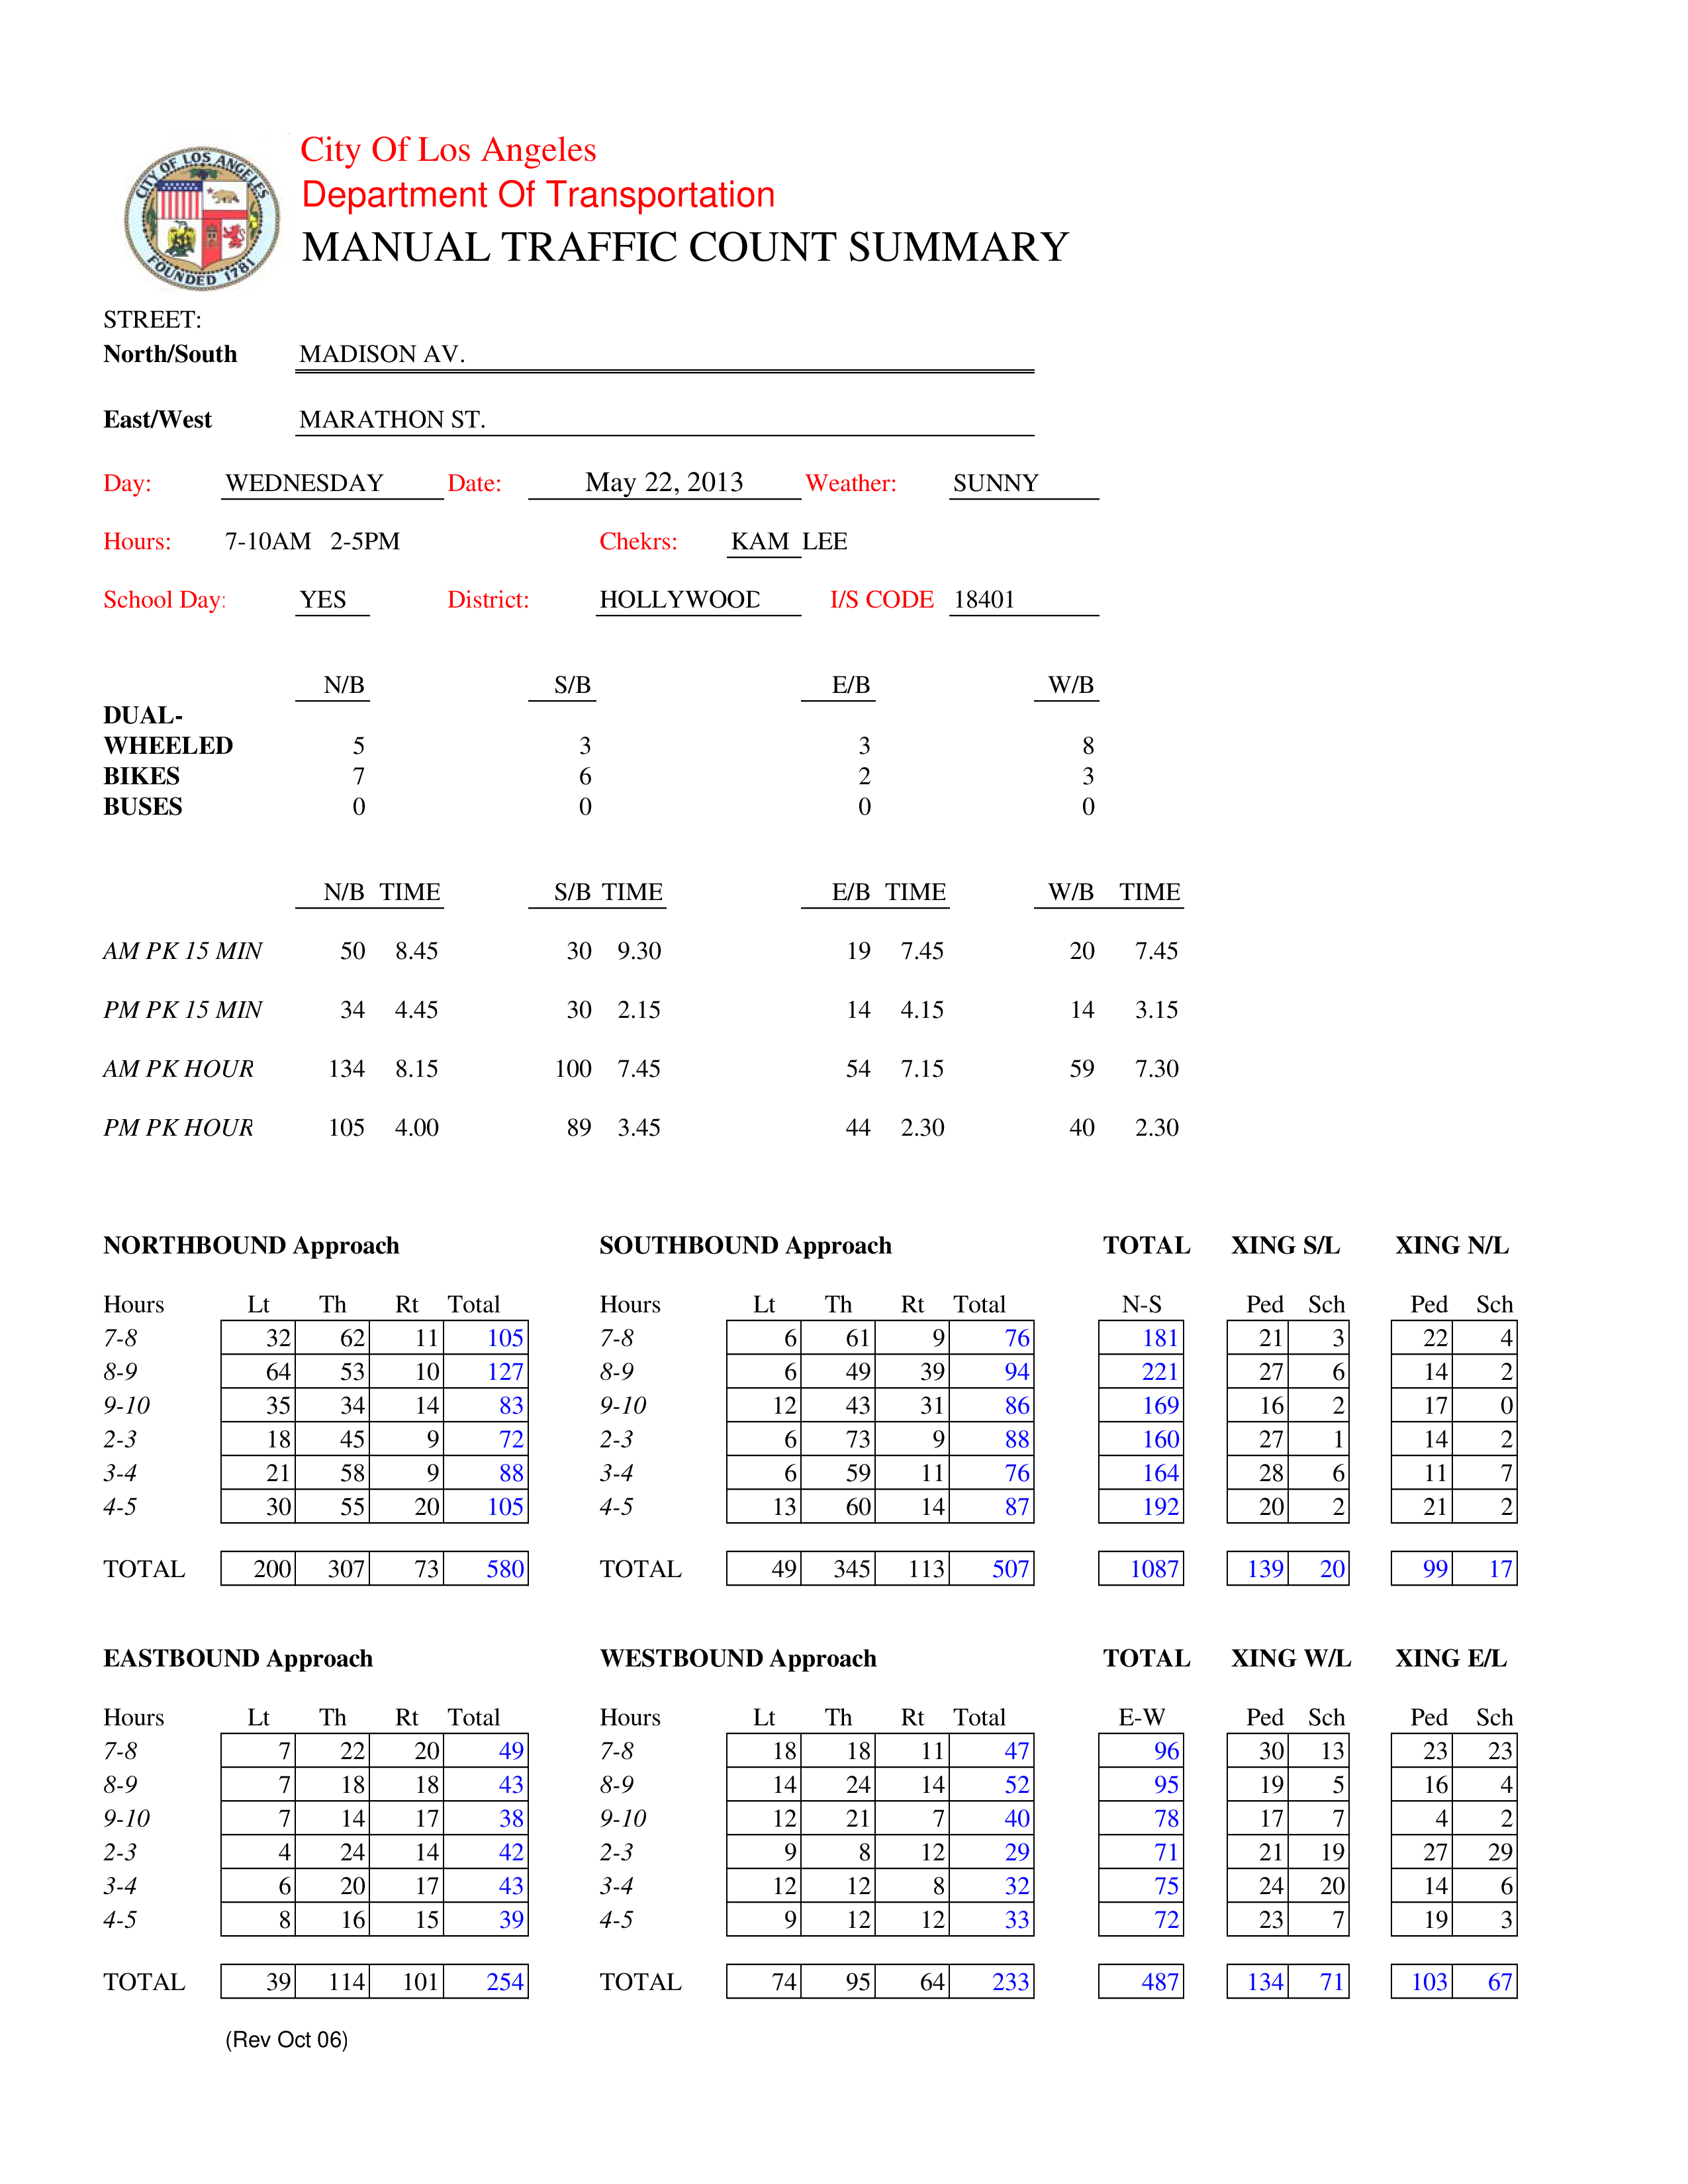 CITY OF LOS ANGELES
FOUNDED 1781
City Of Los Angeles
Department Of Transportation
MANUAL TRAFFIC COUNT SUMMARY
STREET:
North/South MADISON AV.
East/West MARATHON ST.
Day: WEDNESDAY Date: May 22, 2013 Weather: SUNNY
Hours: 7-10AM 2-5PM Chekrs: KAM LEE
School Day: YES District: HOLLYWOOD I/S CODE 18401
N/B S/B E/B W/B
DUAL-
WHEELED 5 3 3 8
BIKES 7 6 2 3
BUSES 0 0 0 0
N/B TIME S/B TIME E/B TIME W/B TIME
AM PK 15 MIN 50 8.45 30 9.30 19 7.45 20 7.45
PM PK 15 MIN 34 4.45 30 2.15 14 4.15 14 3.15
AM PK HOUR 134 8.15 100 7.45 54 7.15 59 7.30
PM PK HOUR 105 4.00 89 3.45 44 2.30 40 2.30
NORTHBOUND Approach SOUTHBOUND Approach TOTAL XING S/L XING N/L
Hours Lt Th Rt Total Hours Lt Th Rt Total N-S Ped Sch Ped Sch
7-8 32 62 11 105 7-8 6 61 9 76 181 21 3 22 4
8-9 64 53 10 127 8-9 6 49 39 94 221 27 6 14 2
9-10 35 34 14 83 9-10 12 43 31 86 169 16 2 17 0
2-3 18 45 9 72 2-3 6 73 9 88 160 27 1 14 2
3-4 21 58 9 88 3-4 6 59 11 76 164 28 6 11 7
4-5 30 55 20 105 4-5 13 60 14 87 192 20 2 21 2
TOTAL 200 307 73 580 TOTAL 49 345 113 507 1087 139 20 99 17
EASTBOUND Approach WESTBOUND Approach TOTAL XING W/L XING E/L
Hours Lt Th Rt Total Hours Lt Th Rt Total E-W Ped Sch Ped Sch
7-8 7 22 20 49 7-8 18 18 11 47 96 30 13 23 23
8-9 7 18 18 43 8-9 14 24 14 52 95 19 5 16 4
9-10 7 14 17 38 9-10 12 21 7 40 78 17 7 4 2
2-3 4 24 14 42 2-3 9 8 12 29 71 21 19 27 29
3-4 6 20 17 43 3-4 12 12 8 32 75 24 20 14 6
4-5 8 16 15 39 4-5 9 12 12 33 72 23 7 19 3
TOTAL 39 114 101 254 TOTAL 74 95 64 233 487 134 71 103 67
(Rev Oct 06)